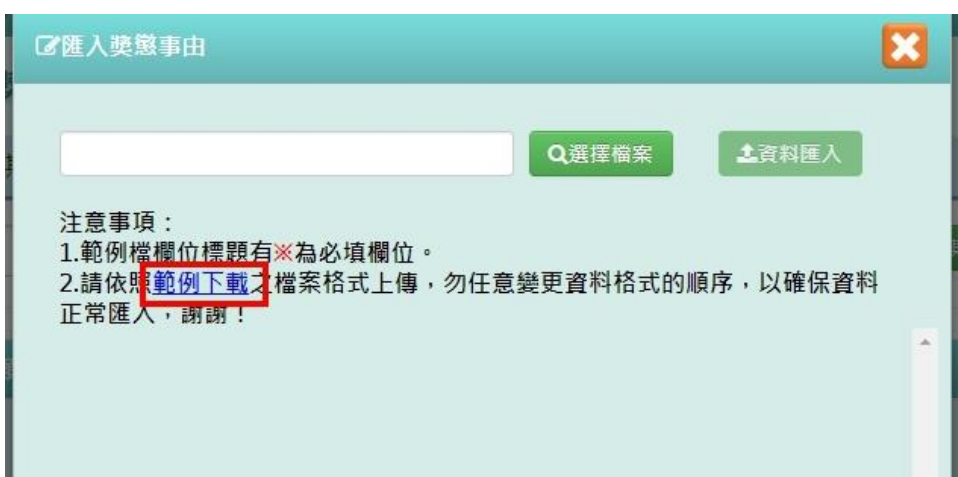 匯入獎懲事由
選擇檔案 資料匯入
注意事項：
1.範例檔欄位標題有※為必填欄位。
2.請依照範例下載之檔案格式上傳，勿任意變更資料格式的順序，以確保資料
正常匯入，謝謝！